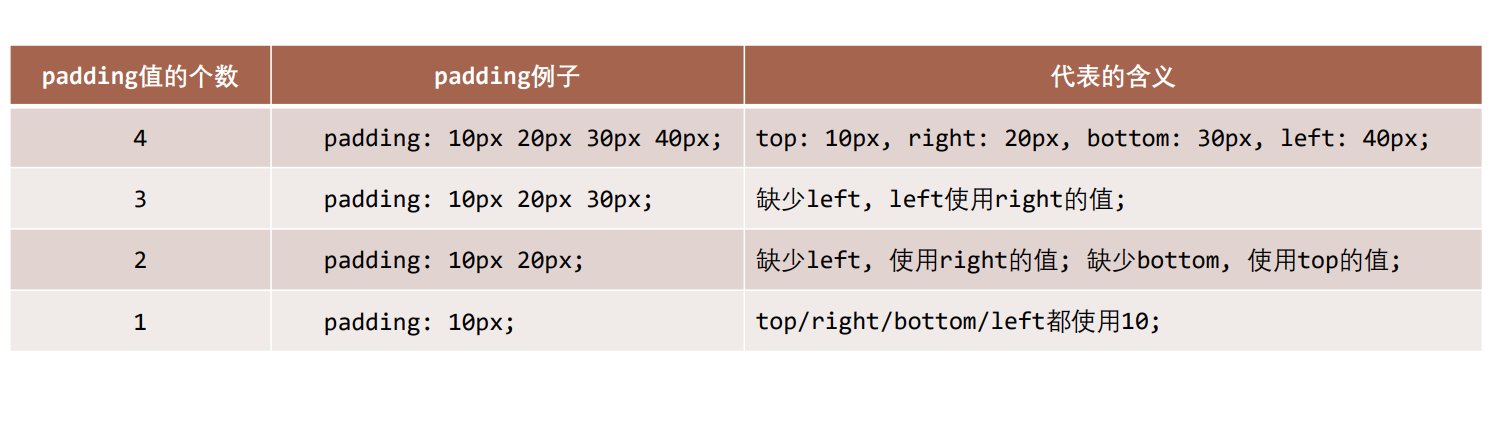 padding值的个数 padding例子 代表的含义
4 padding: 10px 20px 30px 40px; top: 10px, right: 20px, bottom: 30px, left: 40px;
3 padding: 10px 20px 30px; 缺少left, left使用right的值;
2 padding: 10px 20px; 缺少left, 使用right的值; 缺少bottom, 使用top的值;
1 padding: 10px; top/right/bottom/left都使用10;